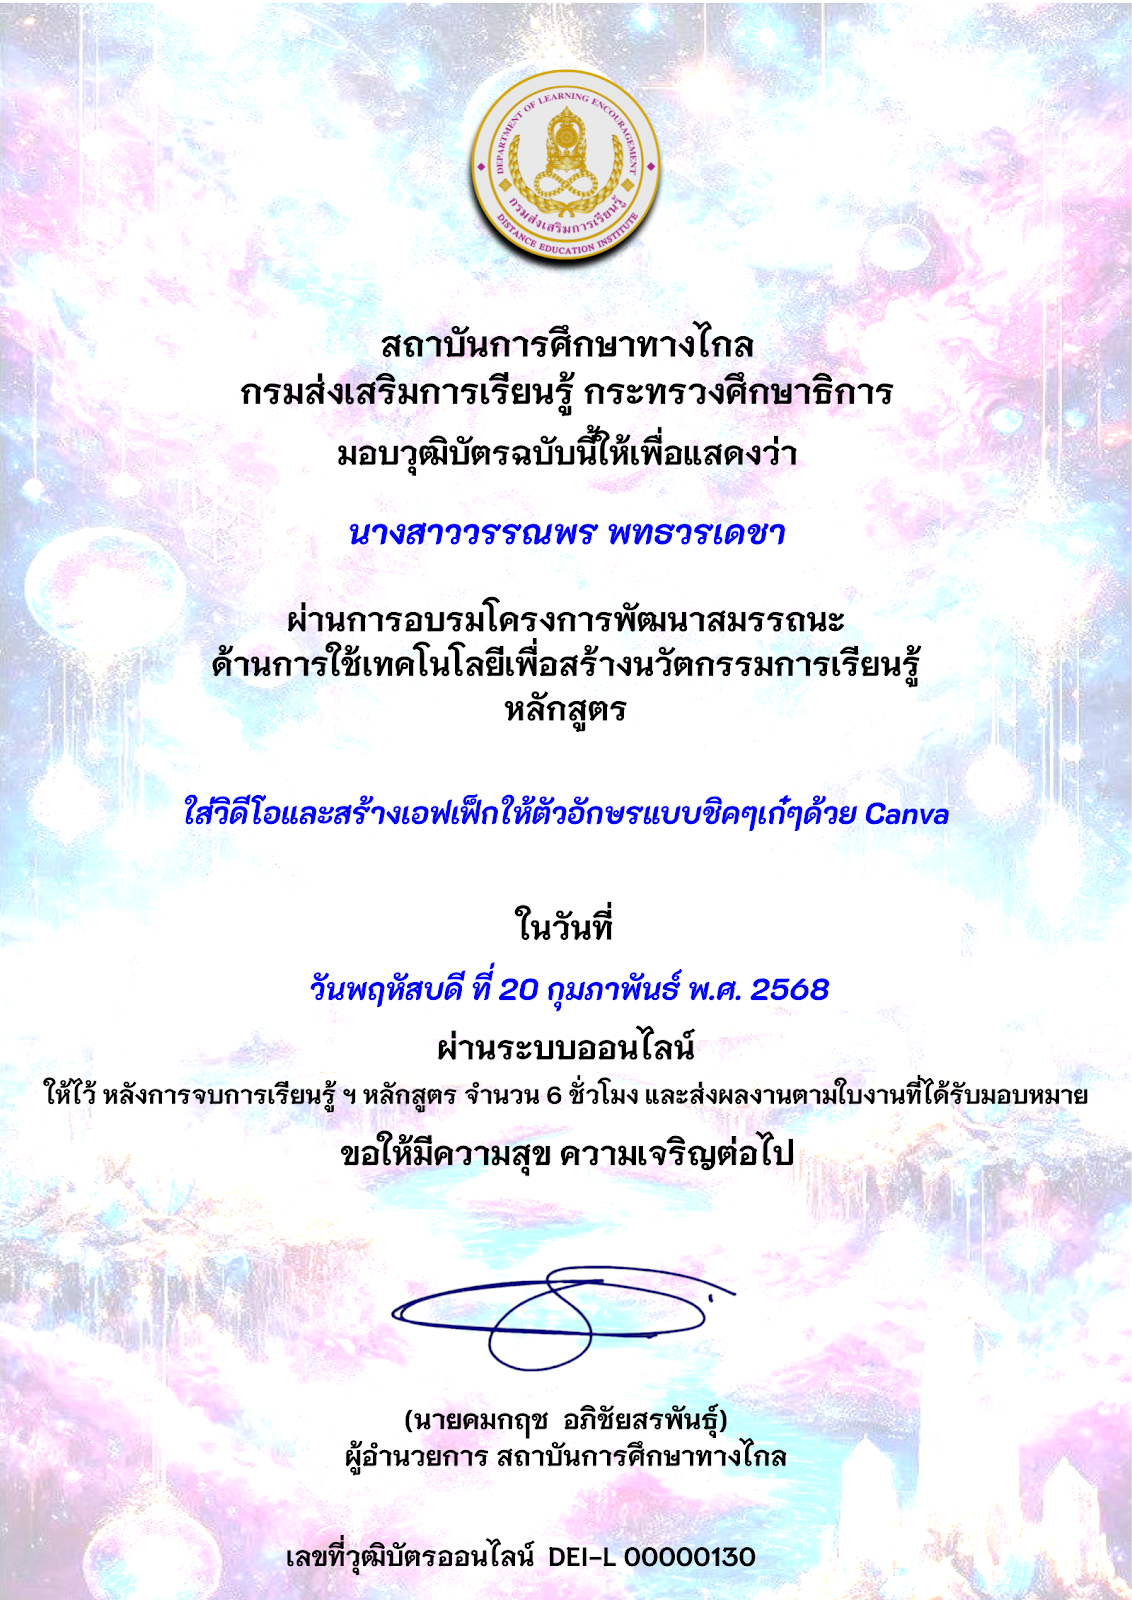 DEPARTMENT OF LEARNING ENCOURAGEMENT
กรมส่งเสริมการเรียนรู้
DISTANCE EDUCATION INSTITUTE
สถาบันการศึกษาทางไกล
กรมส่งเสริมการเรียนรู้ กระทรวงศึกษาธิการ
มอบวุฒิบัตรฉบับนี้ให้เพื่อแสดงว่า
นางสาววรรณพร พทธวรเดชา
ผ่านการอบรมโครงการพัฒนาสมรรถนะ
ด้านการใช้เทคโนโลยีเพื่อสร้างนวัตกรรมการเรียนรู้
หลักสูตร
ใส่วิดีโอและสร้างเอฟเฟ็กให้ตัวอักษรแบบชิคๆเก๋ๆด้วย Canva
ในวันที่
วันพฤหัสบดี ที่ 20 กุมภาพันธ์ พ.ศ. 2568
ผ่านระบบออนไลน์
ให้ไว้ หลังการจบการเรียนรู้ ฯ หลักสูตร จำนวน 6 ชั่วโมง และส่งผลงานตามใบงานที่ได้รับมอบหมาย
ขอให้มีความสุข ความเจริญต่อไป
(นายคมกฤช อภิชัยสรพันธุ์)
ผู้อำนวยการ สถาบันการศึกษาทางไกล
เลขที่วุฒิบัตรออนไลน์ DEI-L 00000130